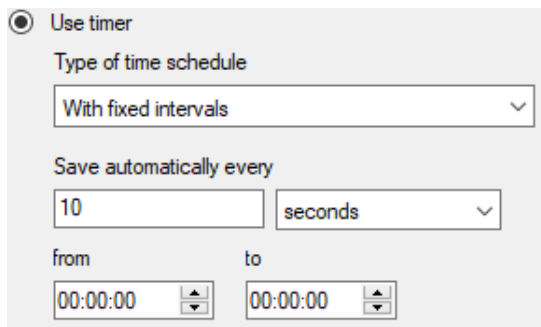 Use timer
Type of time schedule
With fixed intervals
Save automatically every
10 seconds
from to
00:00:00 00:00:00